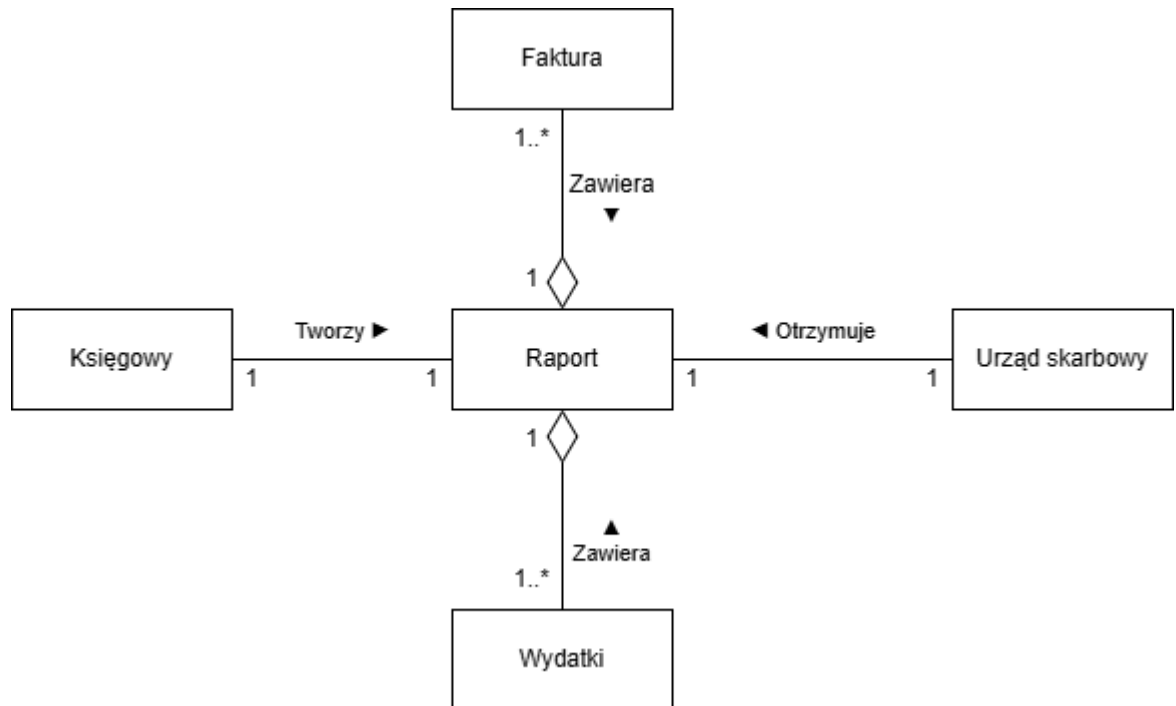 Faktura
1..*
Zawiera
▼
1
Tworzy ►
◄ Otrzymuje
Księgowy
Raport
Urząd skarbowy
1
1
1
1
1
▲
Zawiera
1..*
Wydatki